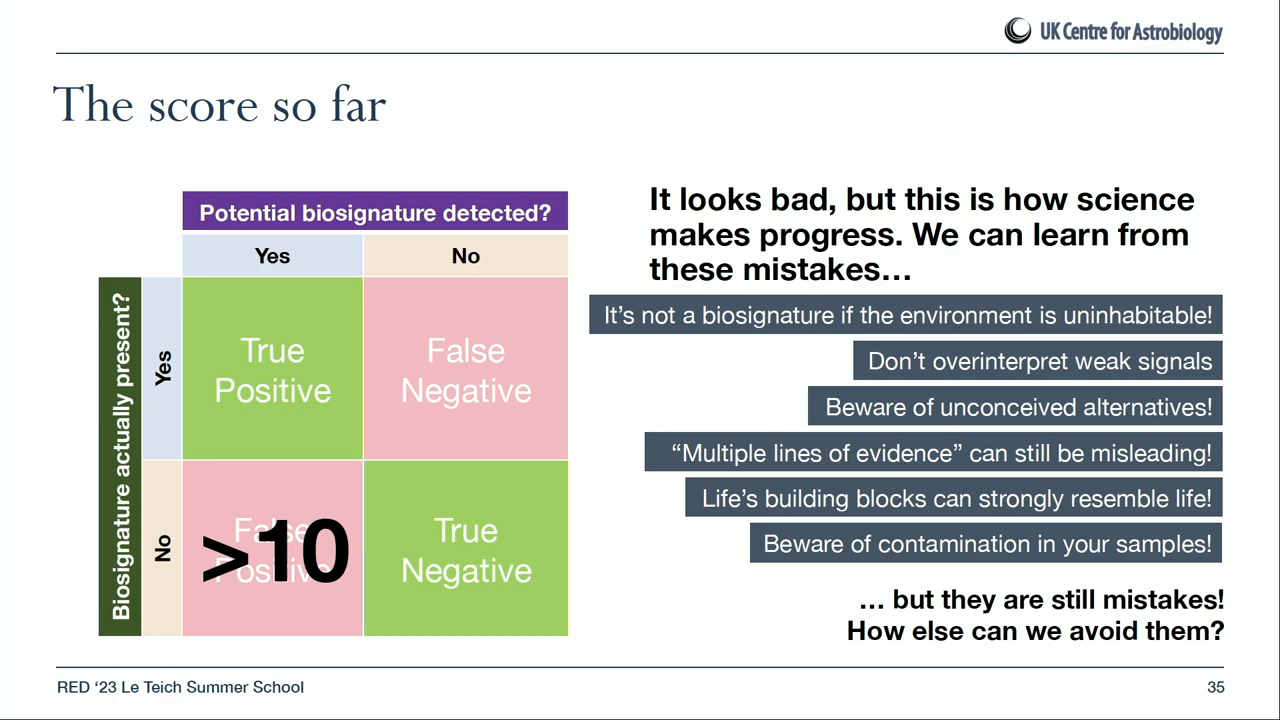 UK Centre for Astrobiology
The score so far
Potential biosignature detected?
Yes
No
Biosignature actually present?
Yes
True
Positive
False
Negative
No
False
Positive
>10
True
Negative
It looks bad, but this is how science
makes progress. We can learn from
these mistakes…
It’s not a biosignature if the environment is uninhabitable!
Don’t overinterpret weak signals
Beware of unconceived alternatives!
“Multiple lines of evidence” can still be misleading!
Life’s building blocks can strongly resemble life!
Beware of contamination in your samples!
… but they are still mistakes!
How else can we avoid them?
RED ‘23 Le Teich Summer School
35